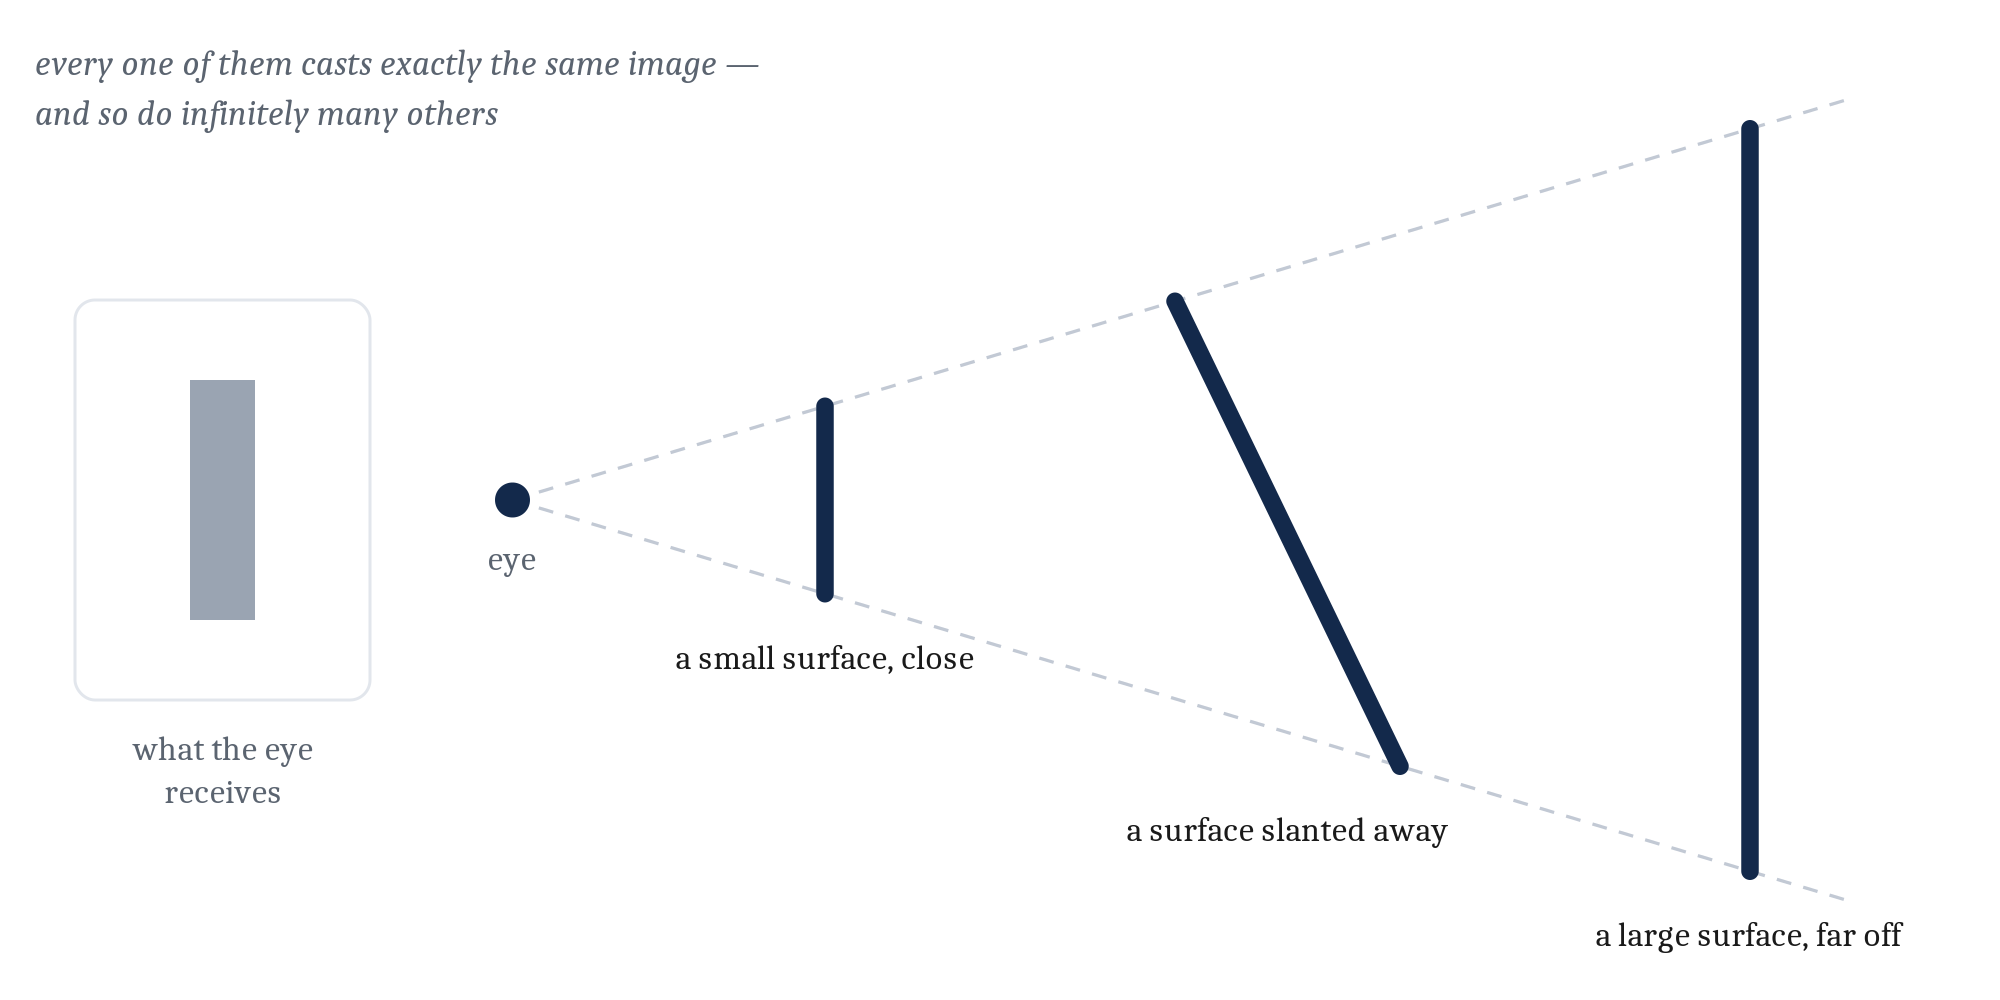 every one of them casts exactly the same image —
and so do infinitely many others
eye
a small surface, close
what the eye
receives
a surface slanted away
a large surface, far off